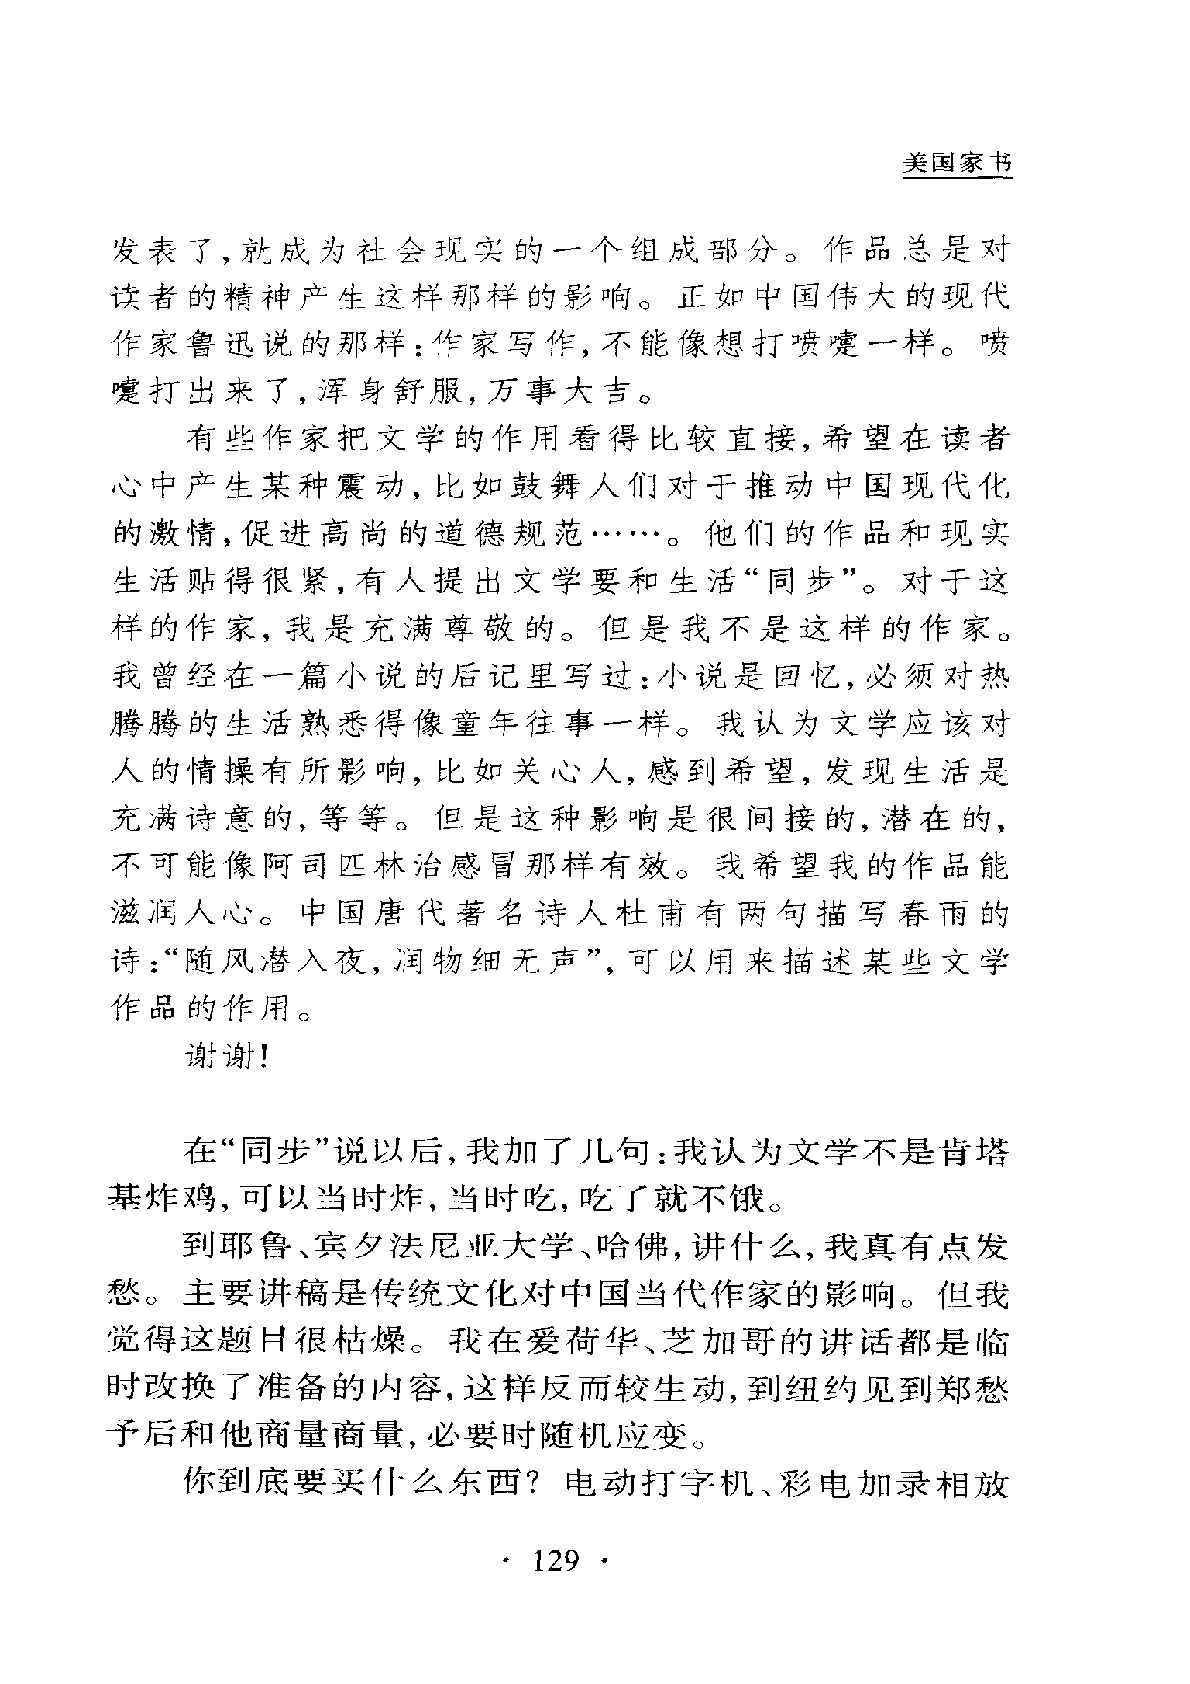 美国家书
发表了，就成为社会现实的一个组成部分。作品总是对
读者的精神产生这样那样的影响。正如中国伟大的现代
作家鲁迅说的那样：作家写作，不能像想打喷嚏一样。喷
嚏打出来了，浑身舒服，万事大吉。
有些作家把文学的作用看得比较直接，希望在读者
心中产生某种震动，比如鼓舞人们对于推动中国现代化
的激情，促进高尚的道德规范……。他们的作品和现实
生活贴得很紧，有人提出文学要和生活“同步”。对于这
样的作家，我是充满尊敬的。但是我不是这样的作家。
我曾经在一篇小说的后记里写过：小说是回忆，必须对热
腾腾的生活熟悉得像童年往事一样。我认为文学应该对
人的情操有所影响，比如关心人，感到希望，发现生活是
充满诗意的，等等。但是这种影响是很间接的，潜在的，
不可能像阿司匹林治感冒那样有效。我希望我的作品能
滋润人心。中国唐代著名诗人杜甫有两句描写春雨的
诗：“随风潜入夜，润物细无声”，可以用来描述某些文学
作品的作用。
谢谢！
在“同步”说以后，我加了几句：我认为文学不是肯塔
基炸鸡，可以当时炸，当时吃，吃了就不饿。
到耶鲁、宾夕法尼亚大学、哈佛，讲什么，我真有点发
愁。主要讲稿是传统文化对中国当代作家的影响。但我
觉得这题目很枯燥。我在爱荷华、芝加哥的讲话都是临
时改换了准备的内容，这样反而较生动，到纽约见到郑愁
予后和他商量商量，必要时随机应变。
你到底要买什么东西？电动打字机、彩电加录相放
· 129 ·